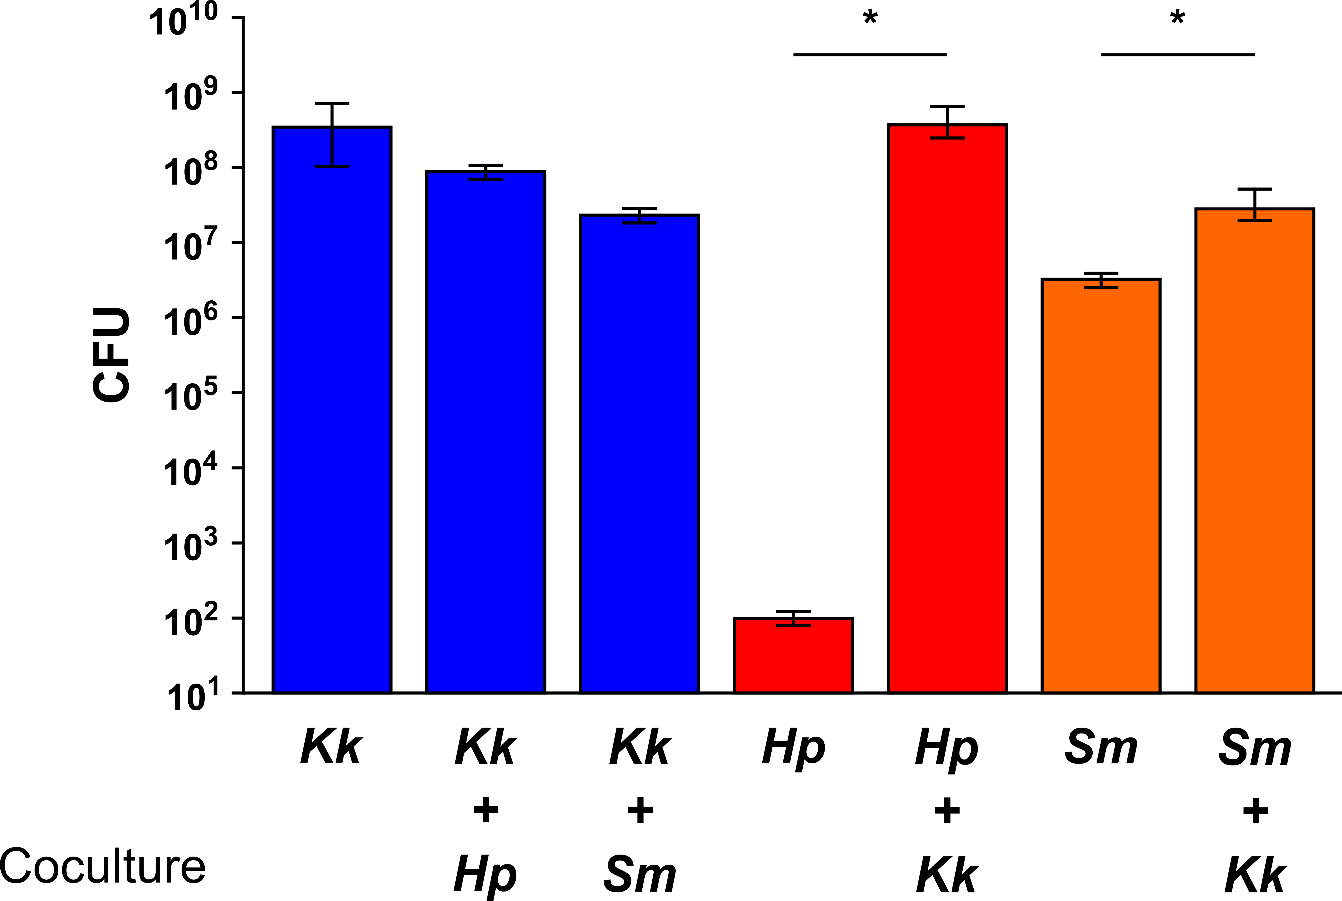 * *
10¹⁰
10⁹
10⁸
10⁷
10⁶
10⁵
10⁴
10³
10²
10¹
CFU
Kk Kk Kk Hp Hp Sm Sm
+ + + +
Coculture Hp Sm Kk Kk